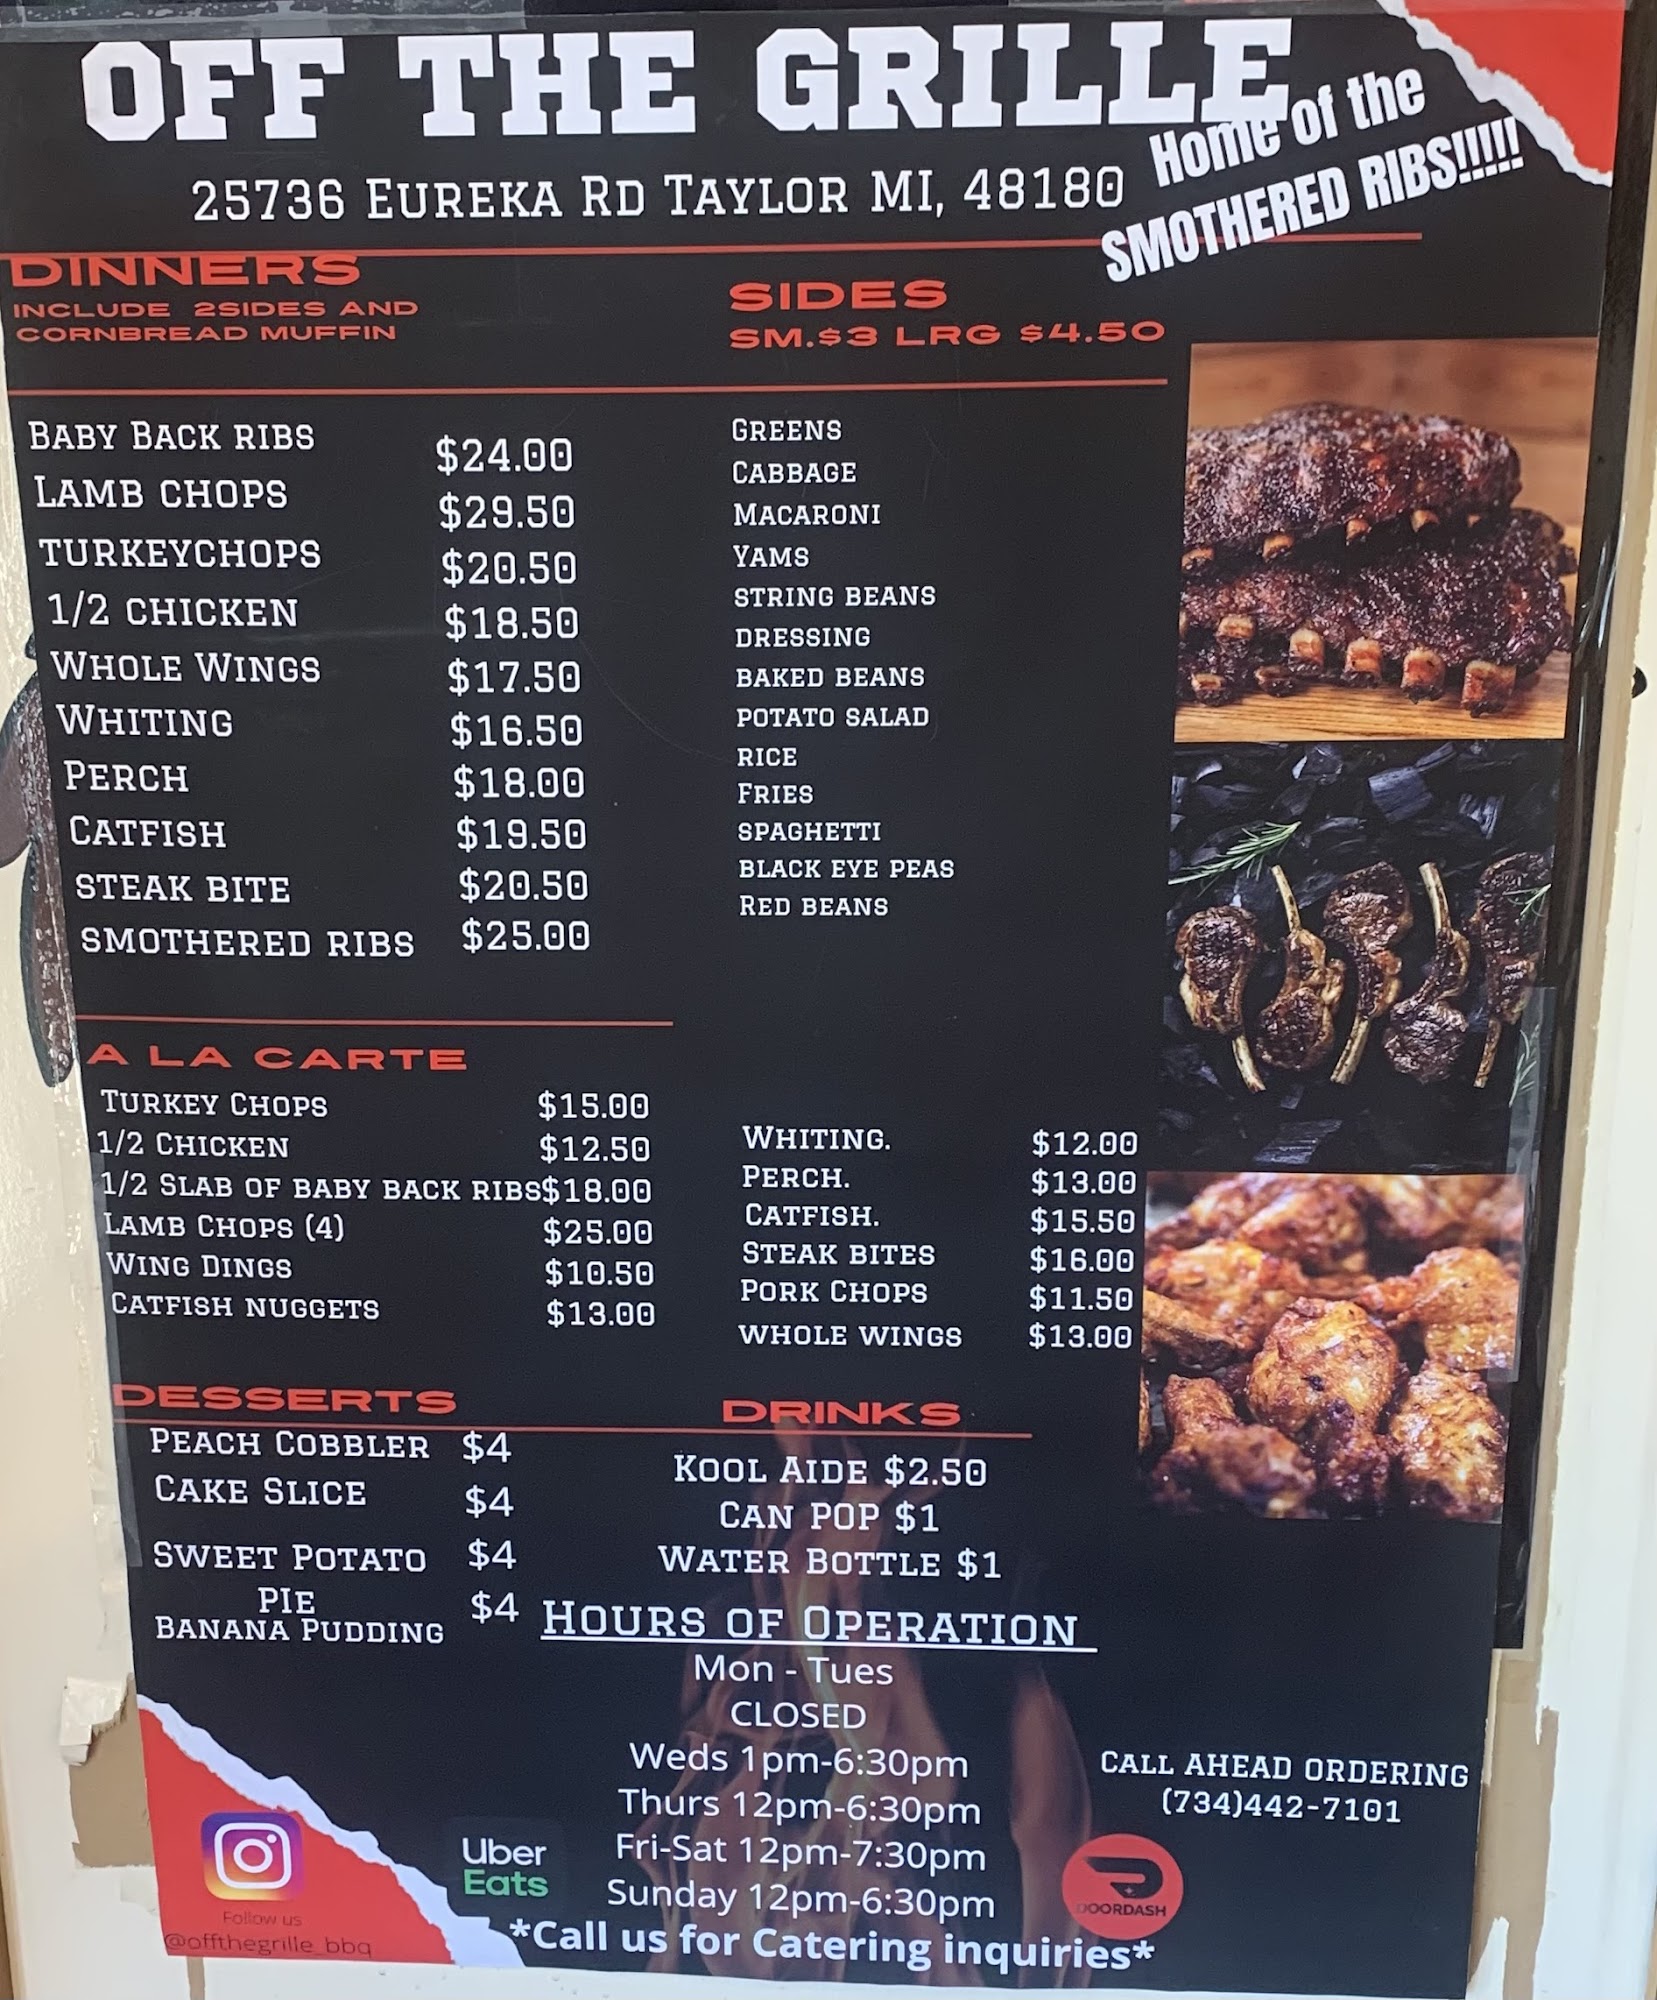 OFF THE GRILLE
Home of the
SMOTHERED RIBS!!!!!
25736 EUREKA RD TAYLOR MI, 48180
DINNERS
INCLUDE 2SIDES AND
CORNBREAD MUFFIN
BABY BACK RIBS $24.00
LAMB CHOPS $29.50
TURKEYCHOPS $20.50
1/2 CHICKEN $18.50
WHOLE WINGS $17.50
WHITING $16.50
PERCH $18.00
CATFISH $19.50
STEAK BITE $20.50
SMOTHERED RIBS $25.00
SIDES
SM.$3 LRG $4.50
GREENS
CABBAGE
MACARONI
YAMS
STRING BEANS
DRESSING
BAKED BEANS
POTATO SALAD
RICE
FRIES
SPAGHETTI
BLACK EYE PEAS
RED BEANS
A LA CARTE
TURKEY CHOPS $15.00
1/2 CHICKEN $12.50
1/2 SLAB OF BABY BACK RIBS$18.00
LAMB CHOPS (4) $25.00
WING DINGS $10.50
CATFISH NUGGETS $13.00
WHITING. $12.00
PERCH. $13.00
CATFISH. $15.50
STEAK BITES $16.00
PORK CHOPS $11.50
WHOLE WINGS $13.00
DESSERTS
PEACH COBBLER $4
CAKE SLICE $4
SWEET POTATO $4
PIE
BANANA PUDDING $4
DRINKS
KOOL AIDE $2.50
CAN POP $1
WATER BOTTLE $1
HOURS OF OPERATION
Mon - Tues
CLOSED
Weds 1pm-6:30pm
Thurs 12pm-6:30pm
Fri-Sat 12pm-7:30pm
Sunday 12pm-6:30pm
*Call us for Catering inquiries*
CALL AHEAD ORDERING
(734)442-7101
DOORDASH
Uber
Eats
Follow us
@offthegrille_bbq